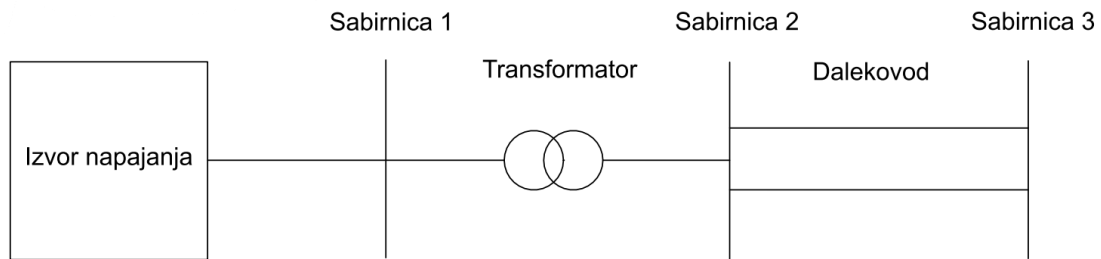 Sabirnica 1
Sabirnica 2
Sabirnica 3
Transformator
Dalekovod
Izvor napajanja